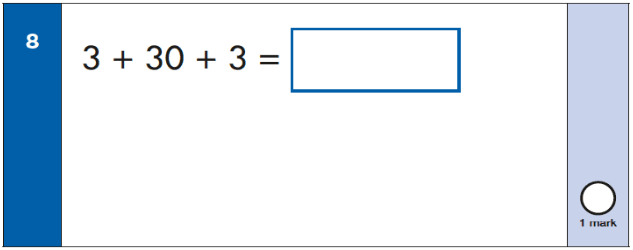 8
3 + 30 + 3 =
1 mark